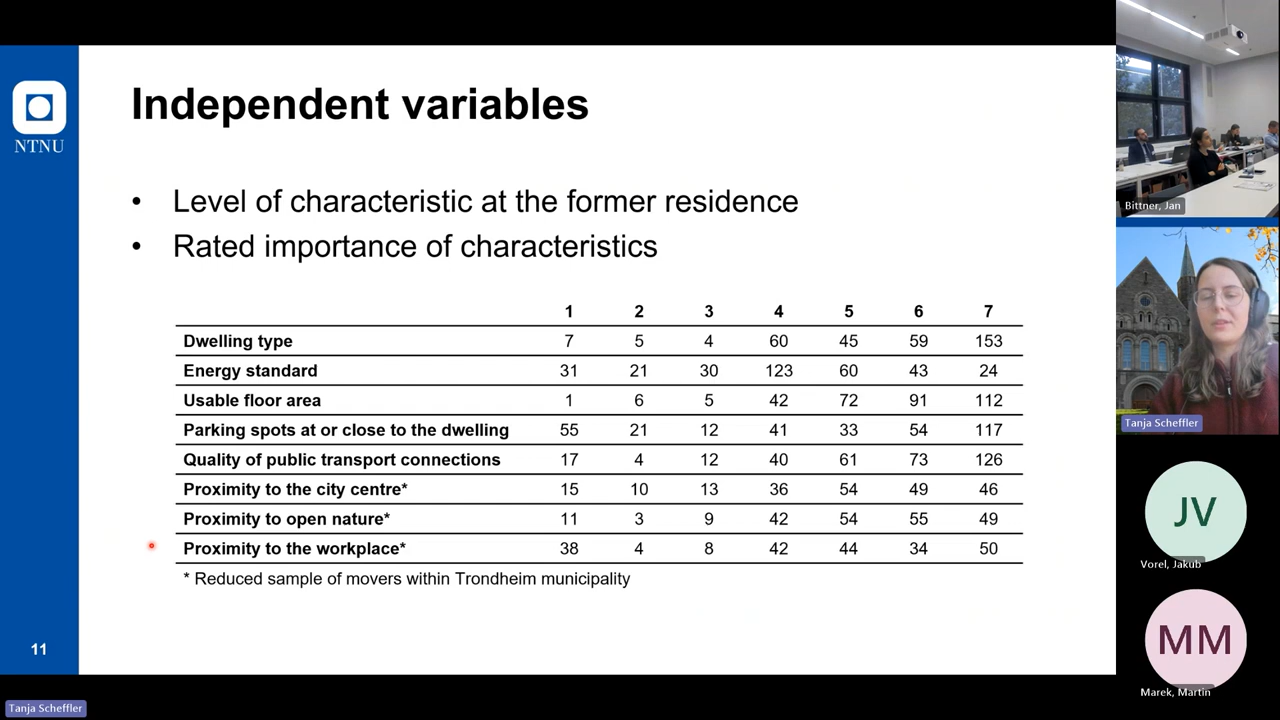 Independent variables
NTNU
• Level of characteristic at the former residence
• Rated importance of characteristics
1 2 3 4 5 6 7
Dwelling type 7 5 4 60 45 59 153
Energy standard 31 21 30 123 60 43 24
Usable floor area 1 6 5 42 72 91 112
Parking spots at or close to the dwelling 55 21 12 41 33 54 117
Quality of public transport connections 17 4 12 40 61 73 126
Proximity to the city centre* 15 10 13 36 54 49 46
Proximity to open nature* 11 3 9 42 54 55 49
Proximity to the workplace* 38 4 8 42 44 34 50
* Reduced sample of movers within Trondheim municipality
11
Tanja Scheffler
Bittner, Jan
Tanja Scheffler
JV
Vorel, Jakub
MM
Marek, Martin